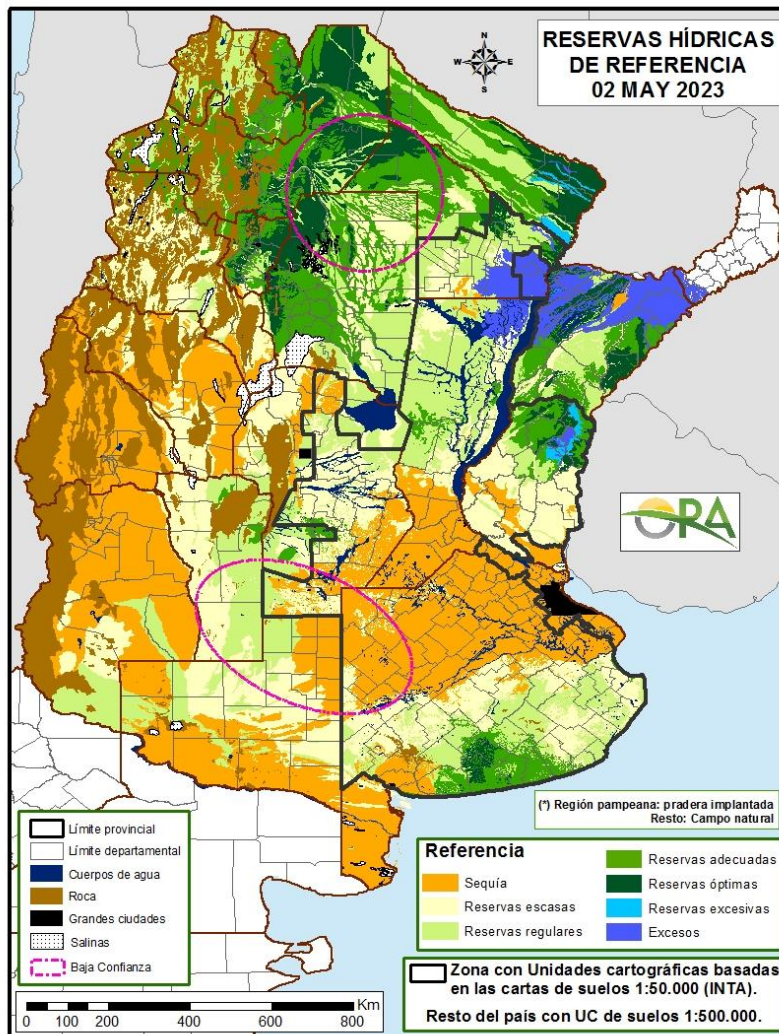 RESERVAS HÍDRICAS
DE REFERENCIA
02 MAY 2023
N
W E
S
ORA
(*) Región pampeana: pradera implantada
Resto: Campo natural
Límite provincial
Límite departamental
Cuerpos de agua
Roca
Grandes ciudades
Salinas
Baja Confianza
Referencia
Sequía
Reservas escasas
Reservas regulares
Reservas adecuadas
Reservas óptimas
Reservas excesivas
Excesos
Zona con Unidades cartográficas basadas
en las cartas de suelos 1:50.000 (INTA).
Resto del país con UC de suelos 1:500.000.
Km
0 100 200 400 600 800